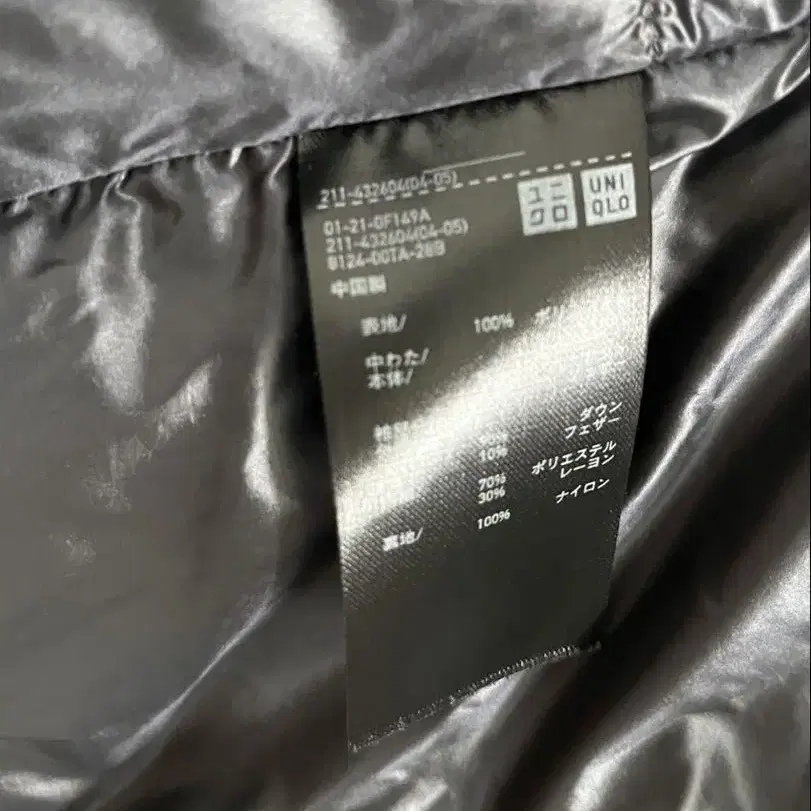 211-432604(04-05)
ユニ
クロ
UNI
QLO
01-21-0F149A
211-432604(04-05)
8124-00TA-28B
中国製
表地/ 100%
中わた/
本体/
ダウン
90% フェザー
10%
70% ポリエステル
30% レーヨン
裏地/ 100% ナイロン